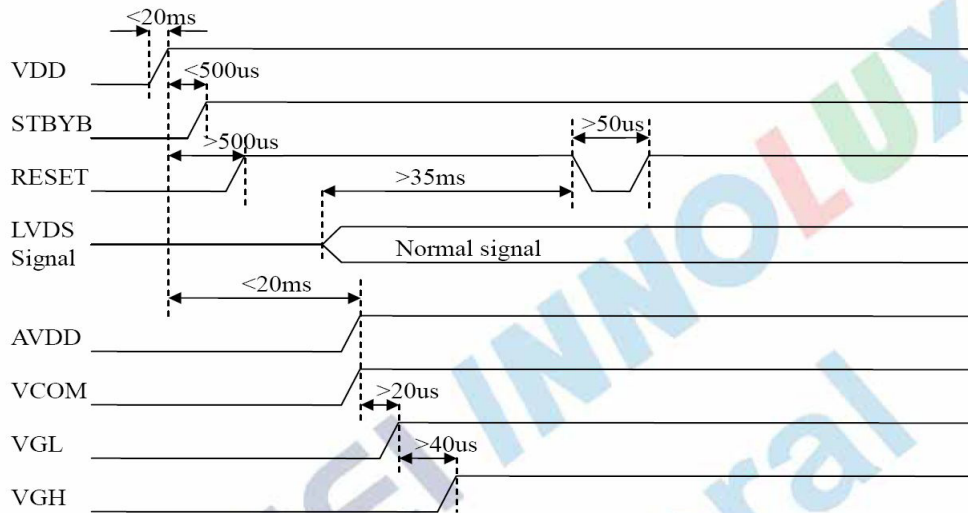 <20ms
VDD
<500us
STBYB
>500us
>50us
RESET
>35ms
LVDS
Signal
Normal signal
<20ms
AVDD
VCOM
>20us
VGL
>40us
VGH
INNOLUX